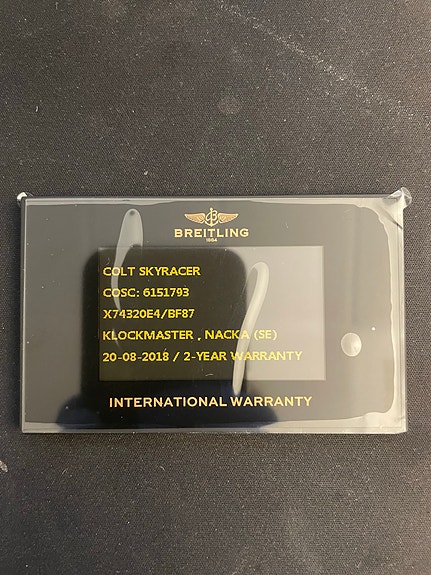 BREITLING
1884
COLT SKYRACER
COSC: 6151793
X74320E4/BF87
KLOCKMASTER , NACKA (SE)
20-08-2018 / 2-YEAR WARRANTY
INTERNATIONAL WARRANTY